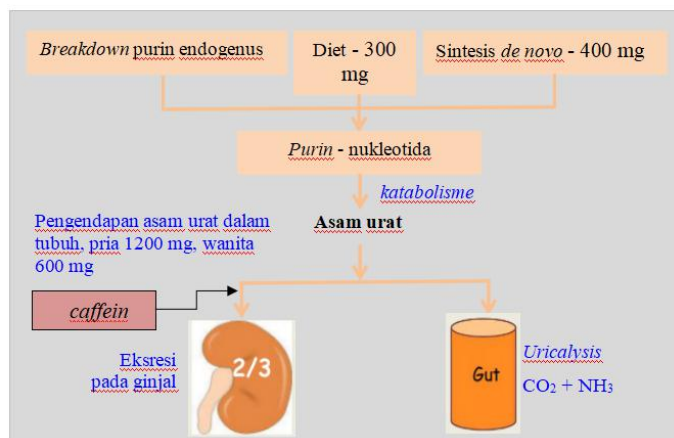 Breakdown purin endogenus
Diet - 300
mg
Sintesis de novo - 400 mg
Purin - nukleotida
katabolisme
Asam urat
Pengendapan asam urat dalam
tubuh, pria 1200 mg, wanita
600 mg
caffein
Eksresi
pada ginjal
2/3
Gut
Uricalysis
CO₂ + NH₃